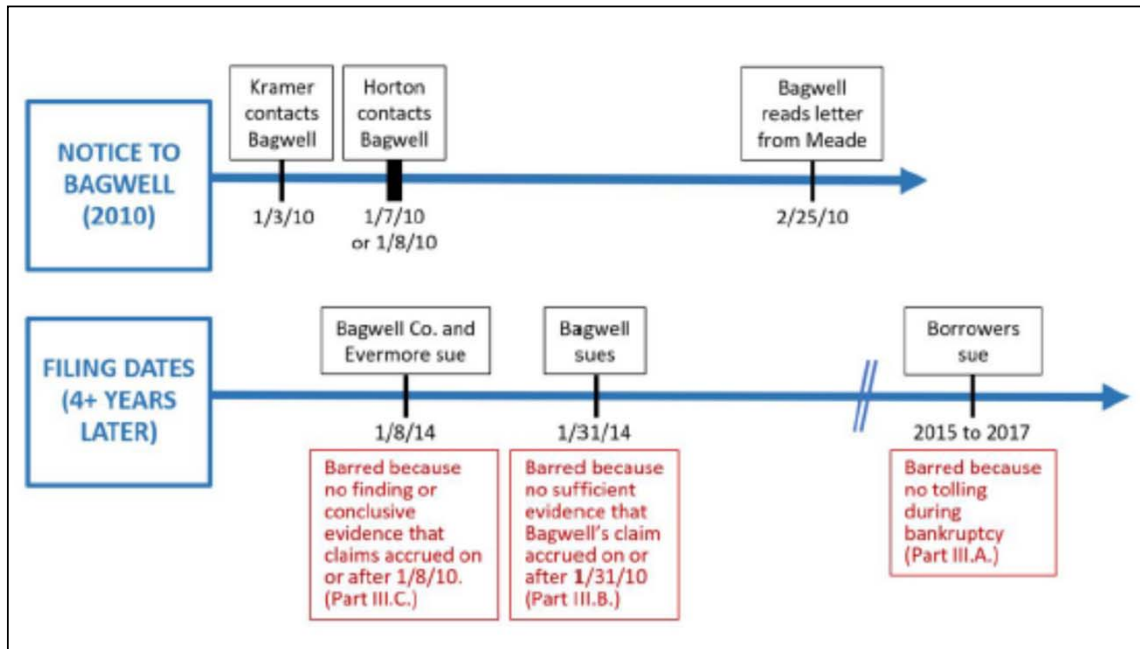 NOTICE TO
BAGWELL
(2010)
Kramer
contacts
Bagwell
1/3/10
Horton
contacts
Bagwell
1/7/10
or 1/8/10
Bagwell
reads letter
from Meade
2/25/10
FILING DATES
(4+ YEARS
LATER)
Bagwell Co. and
Evermore sue
1/8/14
Barred because
no finding or
conclusive
evidence that
claims accrued on
or after 1/8/10.
(Part III.C.)
Bagwell
sues
1/31/14
Barred because
no sufficient
evidence that
Bagwell's claim
accrued on or
after 1/31/10
(Part III.B.)
Borrowers
sue
2015 to 2017
Barred because
no tolling
during
bankruptcy
(Part III.A.)